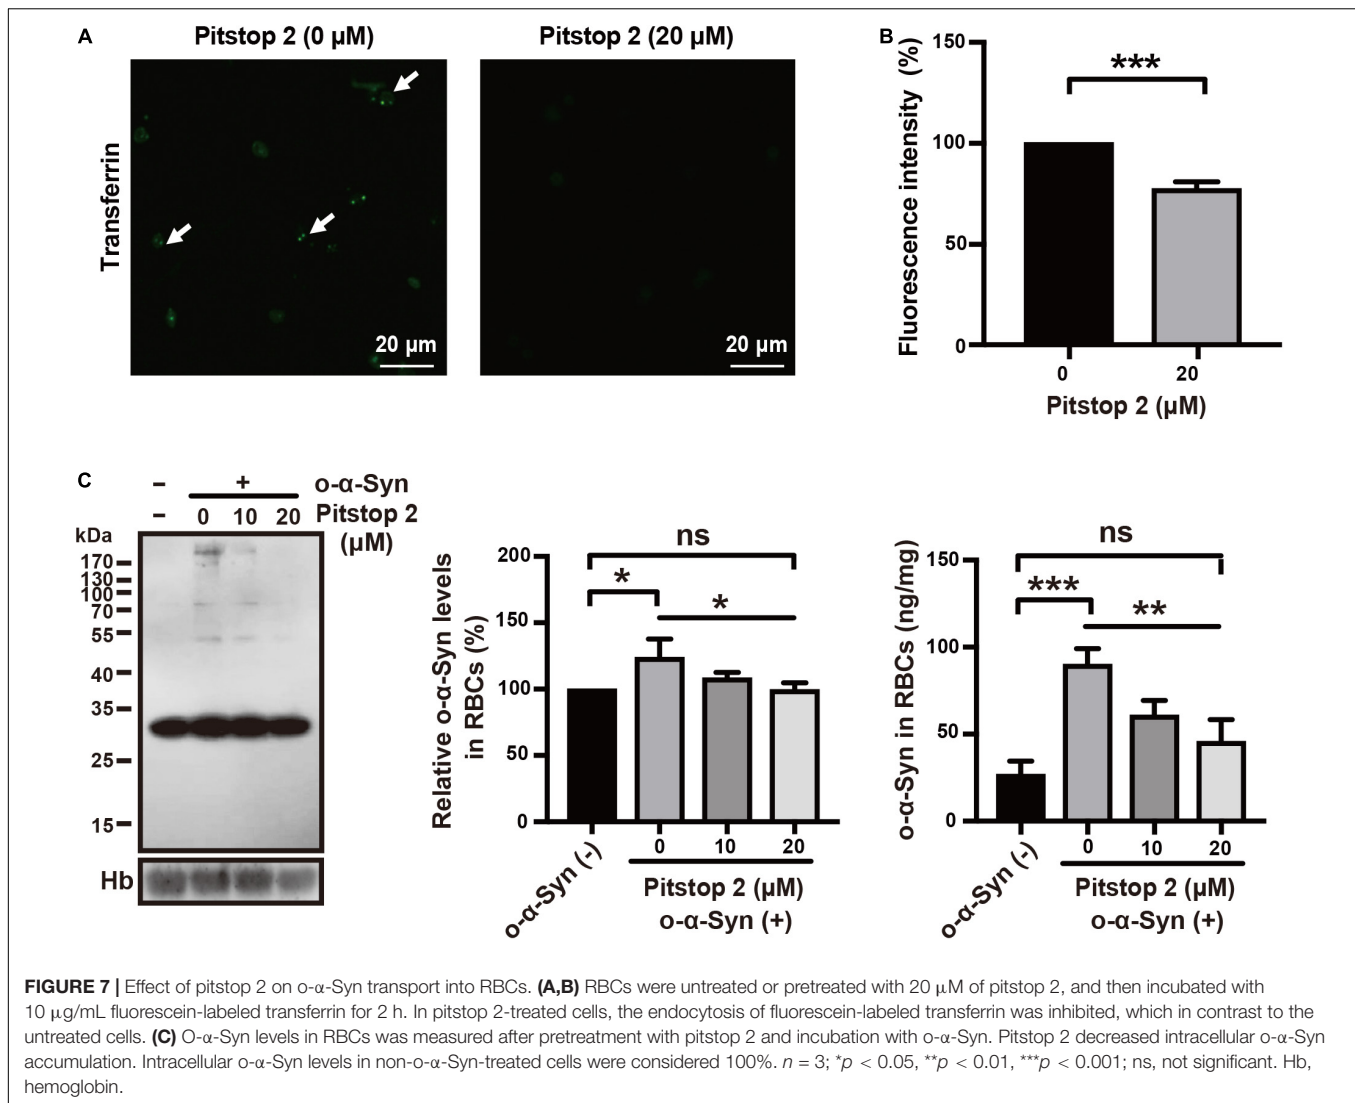 A
Pitstop 2 (0 μM)
Pitstop 2 (20 μM)
Transferrin
20 μm
20 μm
B
Fluorescence intensity (%)
150
100
50
0
***
0
20
Pitstop 2 (μM)
C
– + o-α-Syn
– 0 10 20 Pitstop 2
(μM)
kDa
170
130
100
70
55
40
35
25
15
Hb
Relative o-α-Syn levels
in RBCs (%)
200
150
100
50
0
ns
*
*
0 10 20
o-α-Syn (-)
Pitstop 2 (μM)
o-α-Syn (+)
o-α-Syn in RBCs (ng/mg)
150
100
50
0
ns
***
**
0 10 20
o-α-Syn (-)
Pitstop 2 (μM)
o-α-Syn (+)
FIGURE 7 | Effect of pitstop 2 on o-α-Syn transport into RBCs. (A,B) RBCs were untreated or pretreated with 20 μM of pitstop 2, and then incubated with
10 μg/mL fluorescein-labeled transferrin for 2 h. In pitstop 2-treated cells, the endocytosis of fluorescein-labeled transferrin was inhibited, which in contrast to the
untreated cells. (C) O-α-Syn levels in RBCs was measured after pretreatment with pitstop 2 and incubation with o-α-Syn. Pitstop 2 decreased intracellular o-α-Syn
accumulation. Intracellular o-α-Syn levels in non-o-α-Syn-treated cells were considered 100%. n = 3; *p < 0.05, **p < 0.01, ***p < 0.001; ns, not significant. Hb,
hemoglobin.